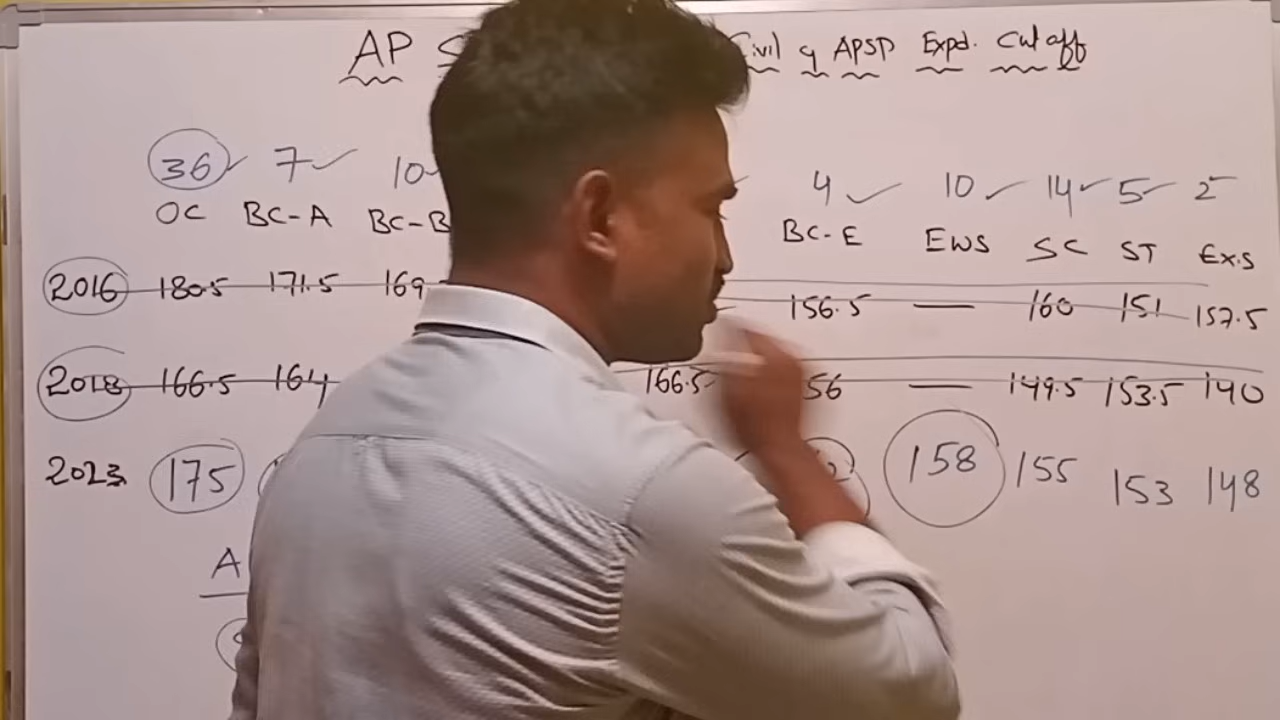 AP Civil & APSP Expd. Cut off
36 7 10 4 10 14 5 2
OC BC-A BC-B BC-E EWS SC ST Ex.S
2016 180.5 171.5 169 156.5 — 160 151 157.5
2018 166.5 164 166.5 56 — 149.5 153.5 140
2023 175 158 155 153 148
A